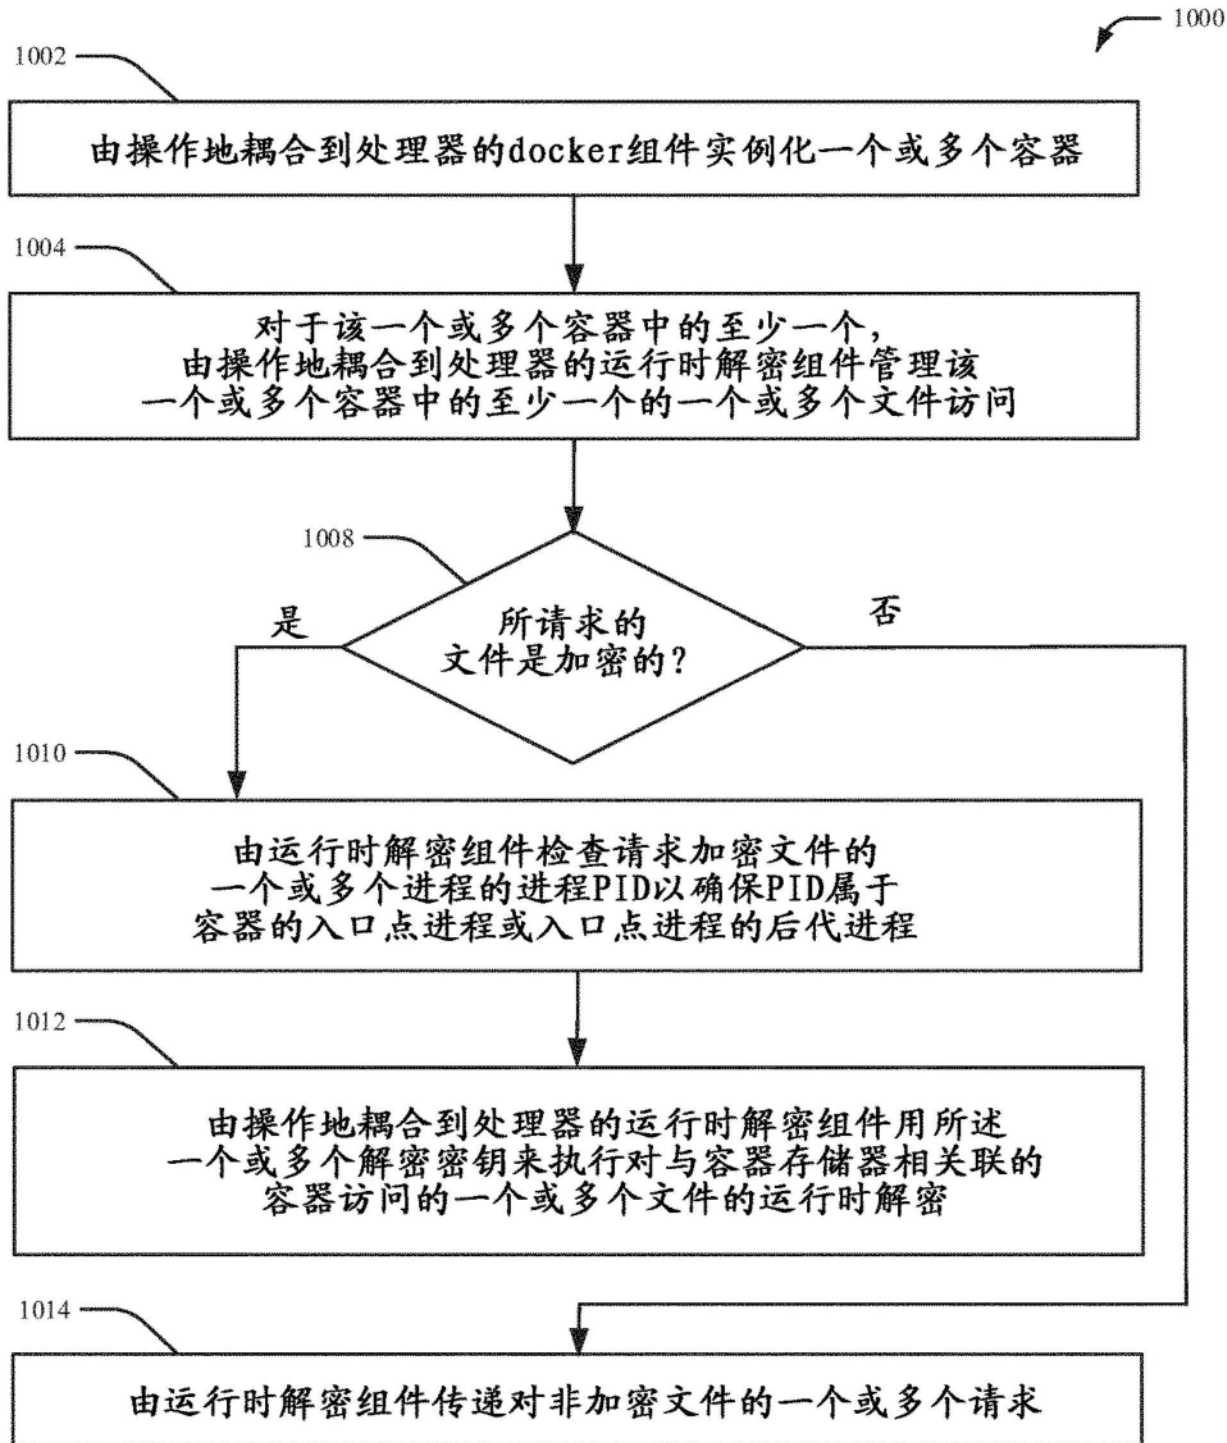 1000
1002
由操作地耦合到处理器的docker组件实例化一个或多个容器
1004
对于该一个或多个容器中的至少一个，
由操作地耦合到处理器的运行时解密组件管理该
一个或多个容器中的至少一个的一个或多个文件访问
1008
是
否
所请求的
文件是加密的？
1010
由运行时解密组件检查请求加密文件的
一个或多个进程的进程PID以确保PID属于
容器的入口点进程或入口点进程的后代进程
1012
由操作地耦合到处理器的运行时解密组件用所述
一个或多个解密密钥来执行对与容器存储器相关联的
容器访问的一个或多个文件的运行时解密
1014
由运行时解密组件传递对非加密文件的一个或多个请求